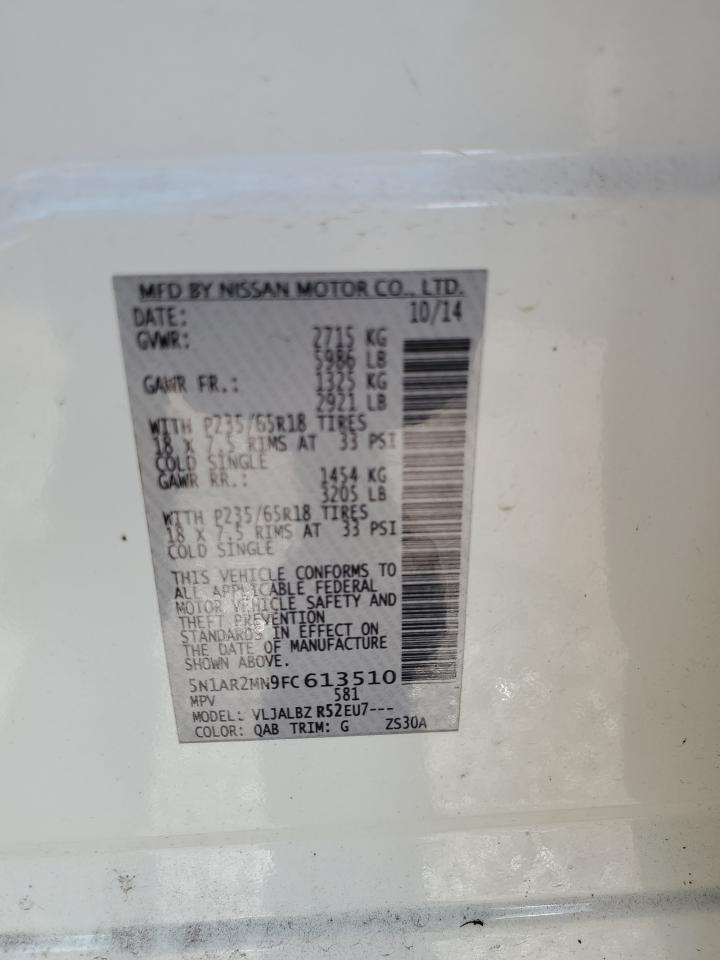 MFD BY NISSAN MOTOR CO., LTD.
DATE: 10/14
GVWR: 2715 KG
5986 LB
GAWR FR.: 1325 KG
2921 LB
WITH P235/65R18 TIRES
18 X 7.5 RIMS AT 33 PSI
COLD SINGLE
GAWR RR.: 1454 KG
3205 LB
WITH P235/65R18 TIRES
18 X 7.5 RIMS AT 33 PSI
COLD SINGLE
THIS VEHICLE CONFORMS TO
ALL APPLICABLE FEDERAL
MOTOR VEHICLE SAFETY AND
THEFT PREVENTION
STANDARDS IN EFFECT ON
THE DATE OF MANUFACTURE
SHOWN ABOVE.
5N1AR2MN9FC613510
MPV 581
MODEL: VLJALBZ R52EU7---
COLOR: QAB TRIM: G ZS30A